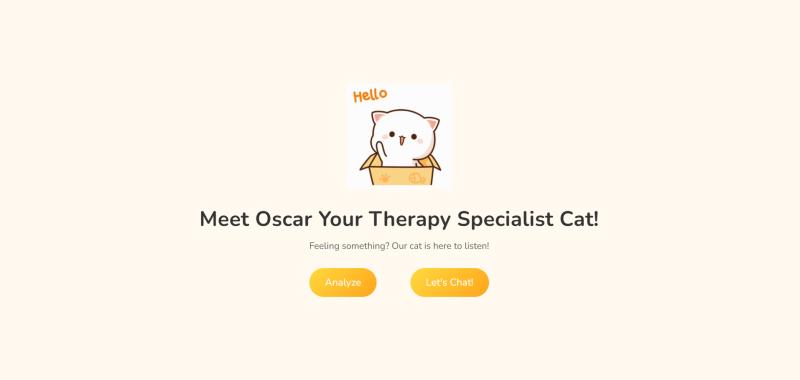 Hello
Meet Oscar Your Therapy Specialist Cat!
Feeling something? Our cat is here to listen!
Analyze
Let's Chat!